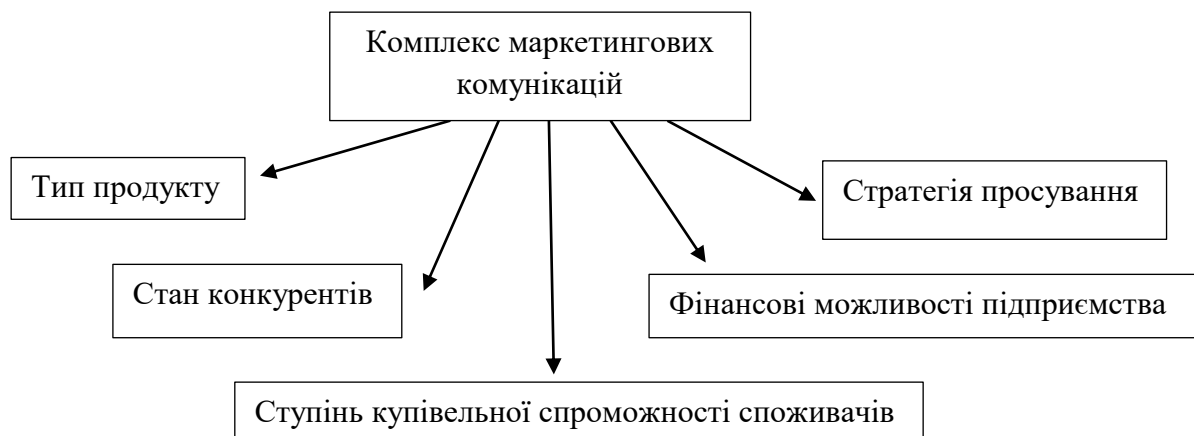 Комплекс маркетингових
комунікацій
Тип продукту
Стратегія просування
Стан конкурентів
Фінансові можливості підприємства
Ступінь купівельної спроможності споживачів